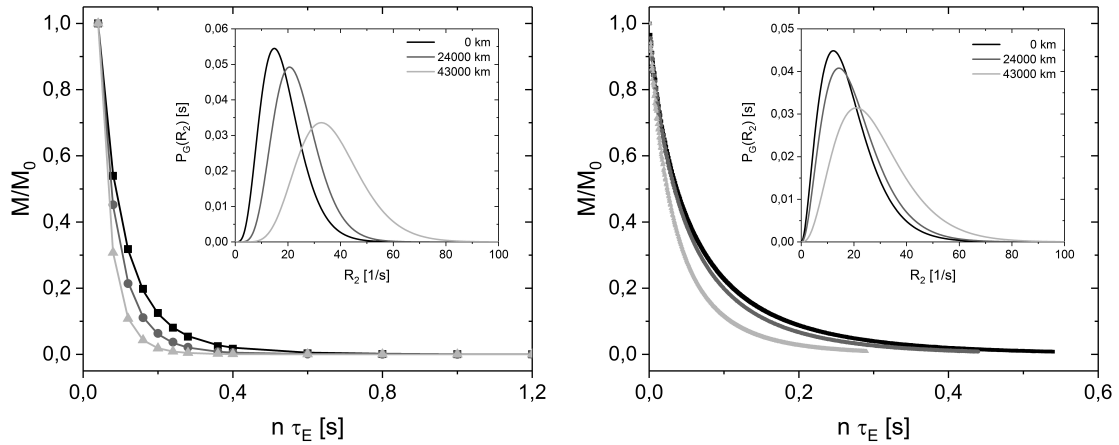 1,0
0,8
0,6
0,4
0,2
0,0
M/M0
0,0 0,4 0,8 1,2
n τE [s]
0,06
0,05
0,04
0,03
0,02
0,01
0,00
PG(R2) [s]
0 20 40 60 80 100
R2 [1/s]
0 km
24000 km
43000 km
1,0
0,8
0,6
0,4
0,2
0,0
M/M0
0,0 0,2 0,4 0,6
n τE [s]
0,05
0,04
0,03
0,01
0,00
PG(R2) [s]
0 20 40 60 80 100
R2 [1/s]
0 km
24000 km
43000 km